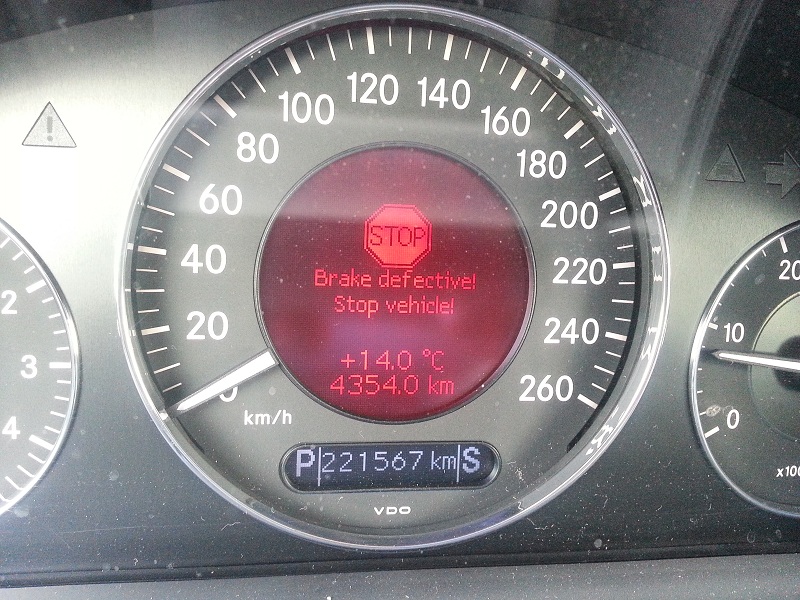 120 140
100 160
80 180
60 200
40 220
20 240
0 260
km/h
STOP
Brake defective!
Stop vehicle!
+14.0 °C
4354.0 km
P 221567 km S
VDO
2
3
4
20
10
0